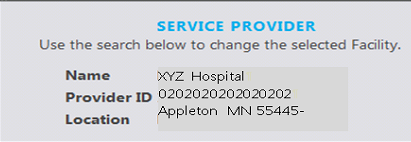 SERVICE PROVIDER
Use the search below to change the selected Facility.
Name XYZ Hospital
Provider ID 0202020202020202
Location Appleton MN 55445-